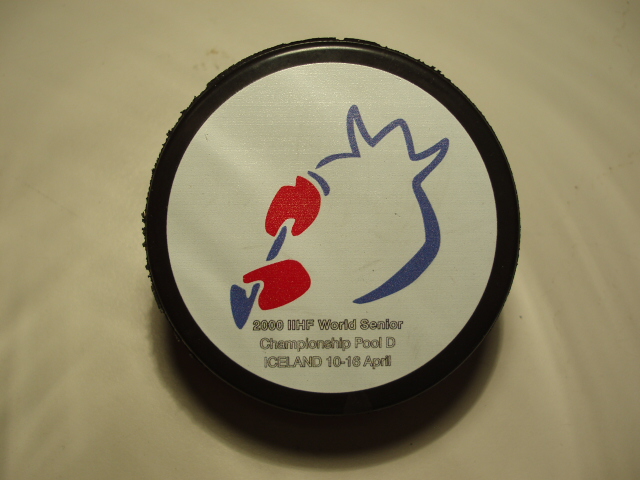 2000 IIHF World Senior
Championship Pool D
ICELAND 10-16 April